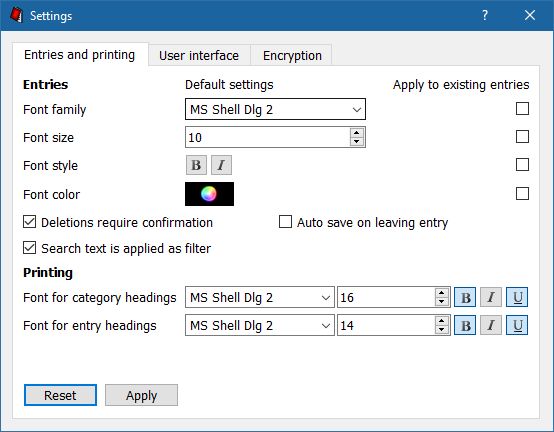 Settings
Entries and printing User interface Encryption
Entries Default settings Apply to existing entries
Font family MS Shell Dlg 2
Font size 10
Font style B I
Font color
Deletions require confirmation Auto save on leaving entry
Search text is applied as filter
Printing
Font for category headings MS Shell Dlg 2 16 B I U
Font for entry headings MS Shell Dlg 2 14 B I U
Reset Apply